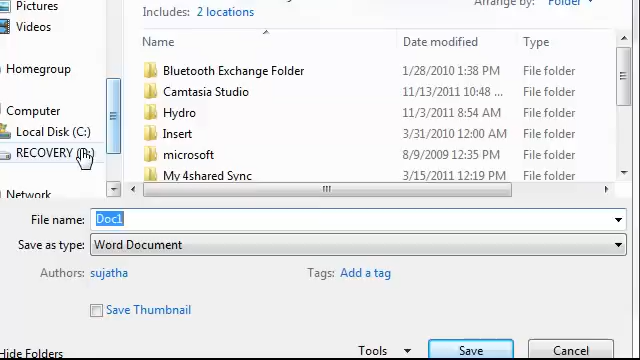 Pictures
Arrange by: Folder
Includes: 2 locations
Videos
Name Date modified Type
Homegroup
Bluetooth Exchange Folder 1/28/2010 1:38 PM File folder
Camtasia Studio 11/13/2011 10:48 ... File folder
Computer
Hydro 11/3/2011 8:54 AM File folder
Local Disk (C:)
Insert 3/31/2010 12:00 AM File folder
RECOVERY
microsoft 8/9/2009 12:35 PM File folder
My 4shared Sync 3/15/2011 12:19 PM File folder
Network
File name: Doc1
Save as type: Word Document
Authors: sujatha Tags: Add a tag
Save Thumbnail
Hide Folders Tools Save Cancel